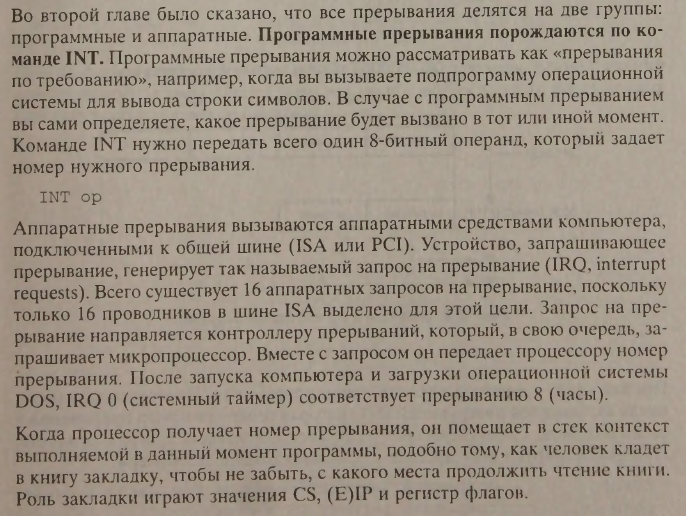 Во второй главе было сказано, что все прерывания делятся на две группы:
программные и аппаратные. Программные прерывания порождаются по ко-
манде INT. Программные прерывания можно рассматривать как «прерывания
по требованию», например, когда вы вызываете подпрограмму операционной
системы для вывода строки символов. В случае с программным прерыванием
вы сами определяете, какое прерывание будет вызвано в тот или иной момент.
Команде INT нужно передать всего один 8-битный операнд, который задает
номер нужного прерывания.
INT op
Аппаратные прерывания вызываются аппаратными средствами компьютера,
подключенными к общей шине (ISA или PCI). Устройство, запрашивающее
прерывание, генерирует так называемый запрос на прерывание (IRQ, interrupt
requests). Всего существует 16 аппаратных запросов на прерывание, поскольку
только 16 проводников в шине ISA выделено для этой цели. Запрос на пре-
рывание направляется контроллеру прерываний, который, в свою очередь, за-
прашивает микропроцессор. Вместе с запросом он передает процессору номер
прерывания. После запуска компьютера и загрузки операционной системы
DOS, IRQ 0 (системный таймер) соответствует прерыванию 8 (часы).
Когда процессор получает номер прерывания, он помещает в стек контекст
выполняемой в данный момент программы, подобно тому, как человек кладет
в книгу закладку, чтобы не забыть, с какого места продолжить чтение книги.
Роль закладки играют значения CS, (E)IP и регистр флагов.